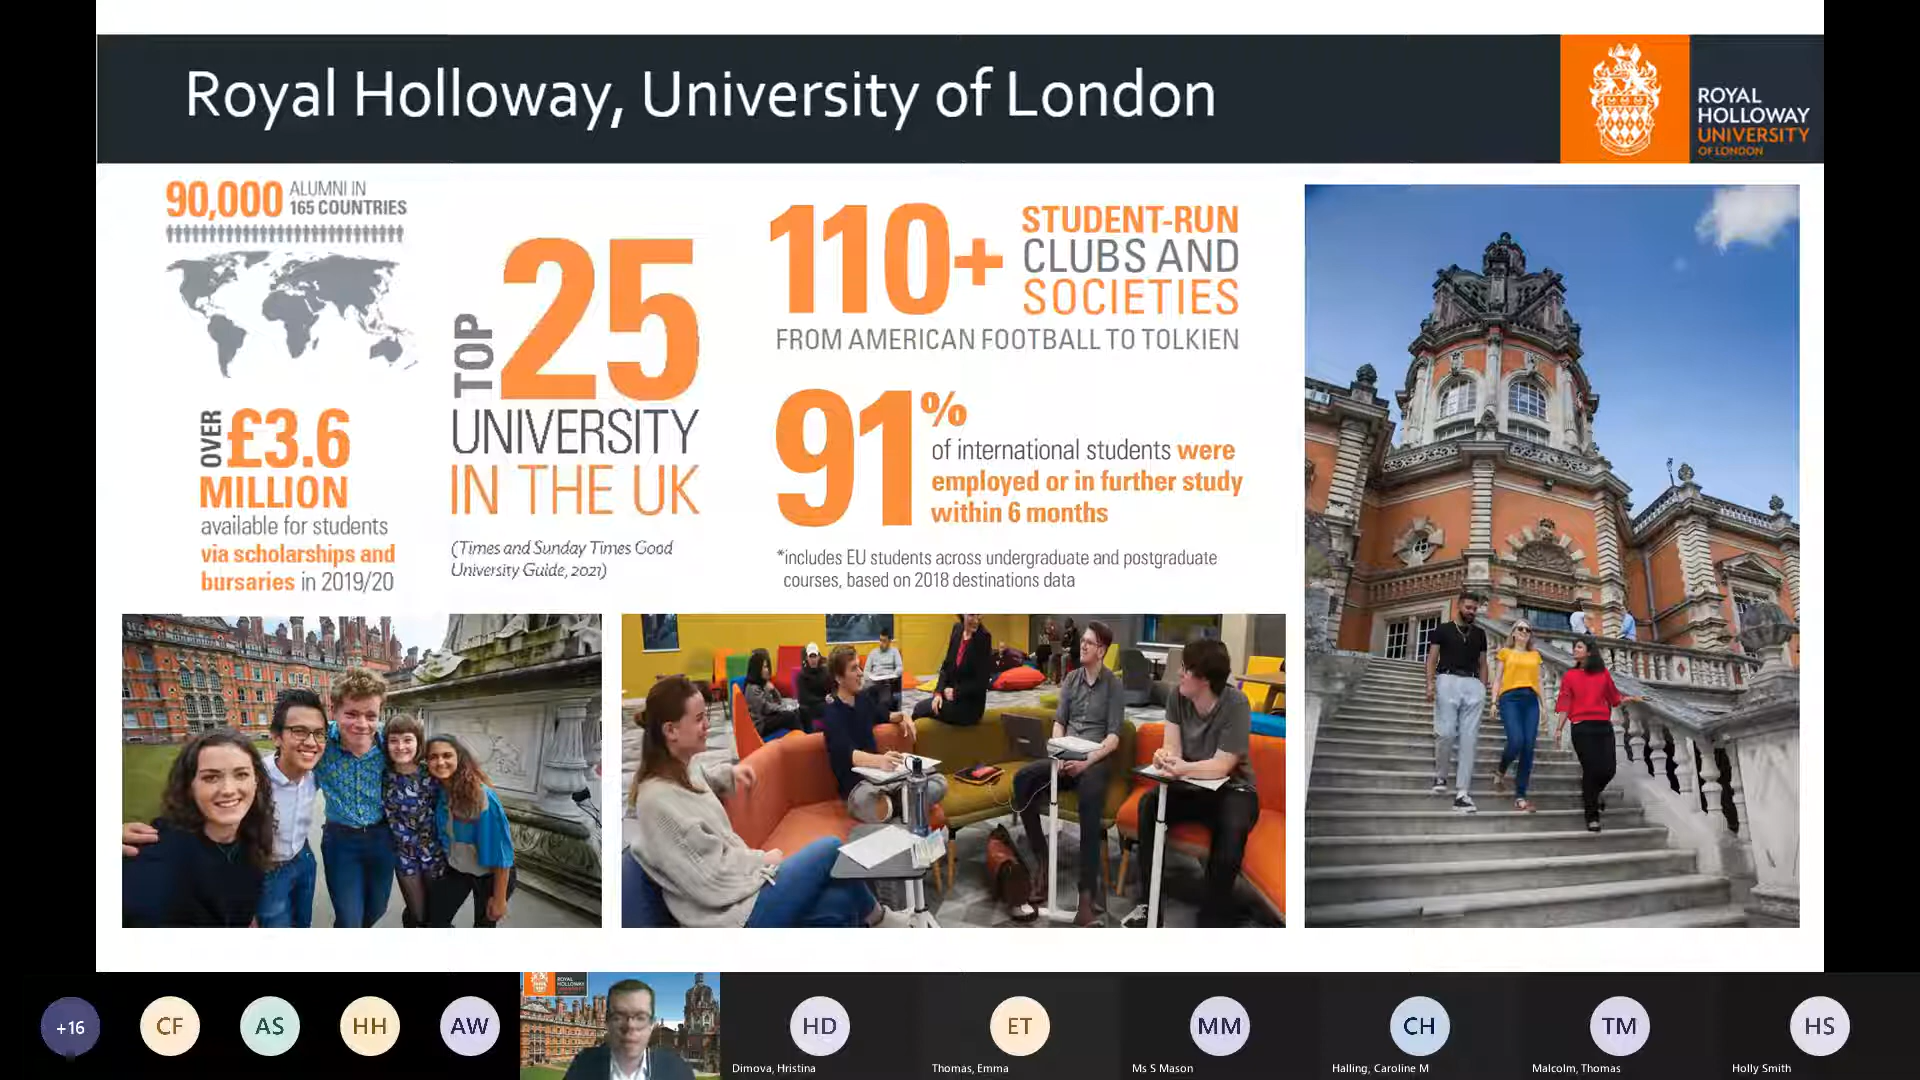 Royal Holloway, University of London
ROYAL
HOLLOWAY
UNIVERSITY
OF LONDON
90,000 ALUMNI IN
165 COUNTRIES
OVER £3.6
MILLION
available for students
via scholarships and
bursaries in 2019/20
TOP 25
UNIVERSITY
IN THE UK
(Times and Sunday Times Good
University Guide, 2021)
110+ STUDENT-RUN
CLUBS AND
SOCIETIES
FROM AMERICAN FOOTBALL TO TOLKIEN
91%
of international students were
employed or in further study
within 6 months
*includes EU students across undergraduate and postgraduate
courses, based on 2018 destinations data
+16
CF
AS
HH
AW
ROYAL
HOLLOWAY
HD
Dimova, Hristina
ET
Thomas, Emma
MM
Ms S Mason
CH
Halling, Caroline M
TM
Malcolm, Thomas
HS
Holly Smith